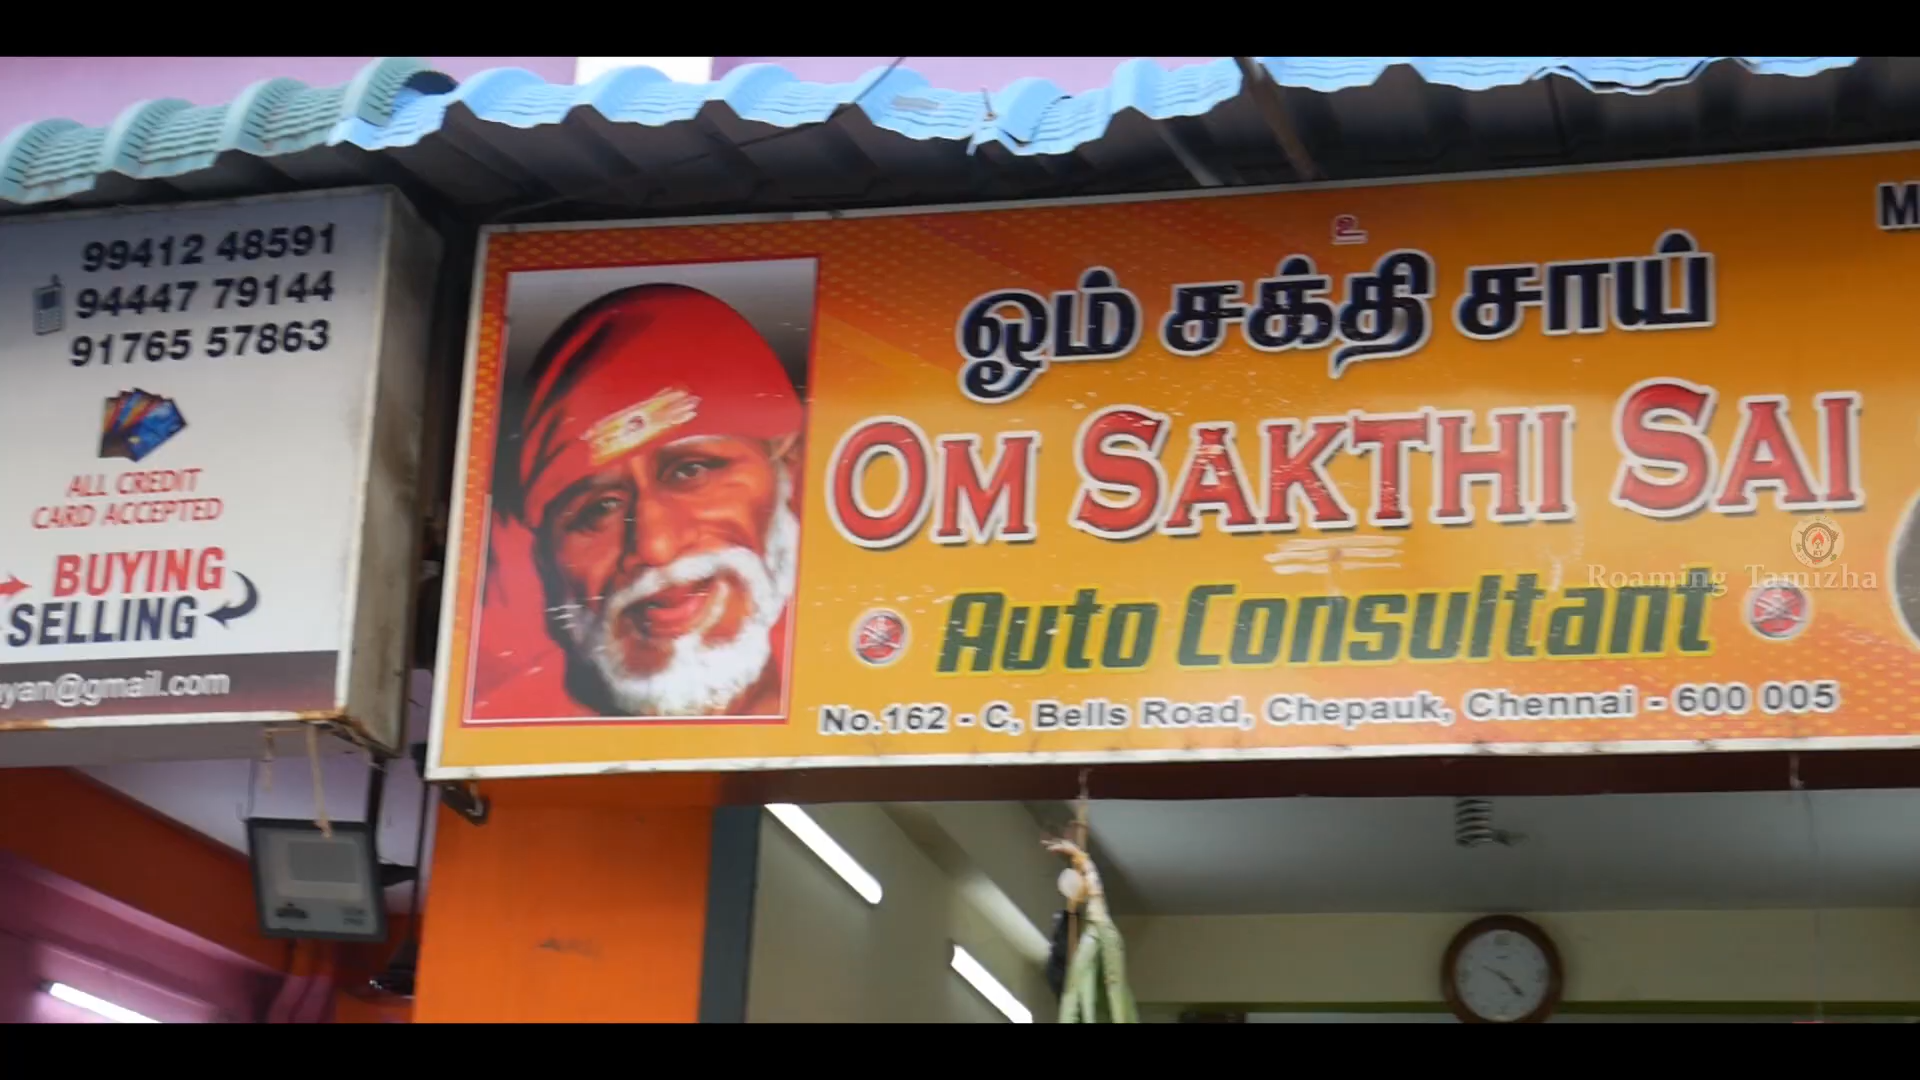 99412 48591
94447 79144
91765 57863
ALL CREDIT
CARD ACCEPTED
BUYING
SELLING
yan@gmail.com
உ
ஓம் சக்தி சாய்
OM SAKTHI SAI
Auto Consultant
No.162 - C, Bells Road, Chepauk, Chennai - 600 005
M
Roaming Tamizha